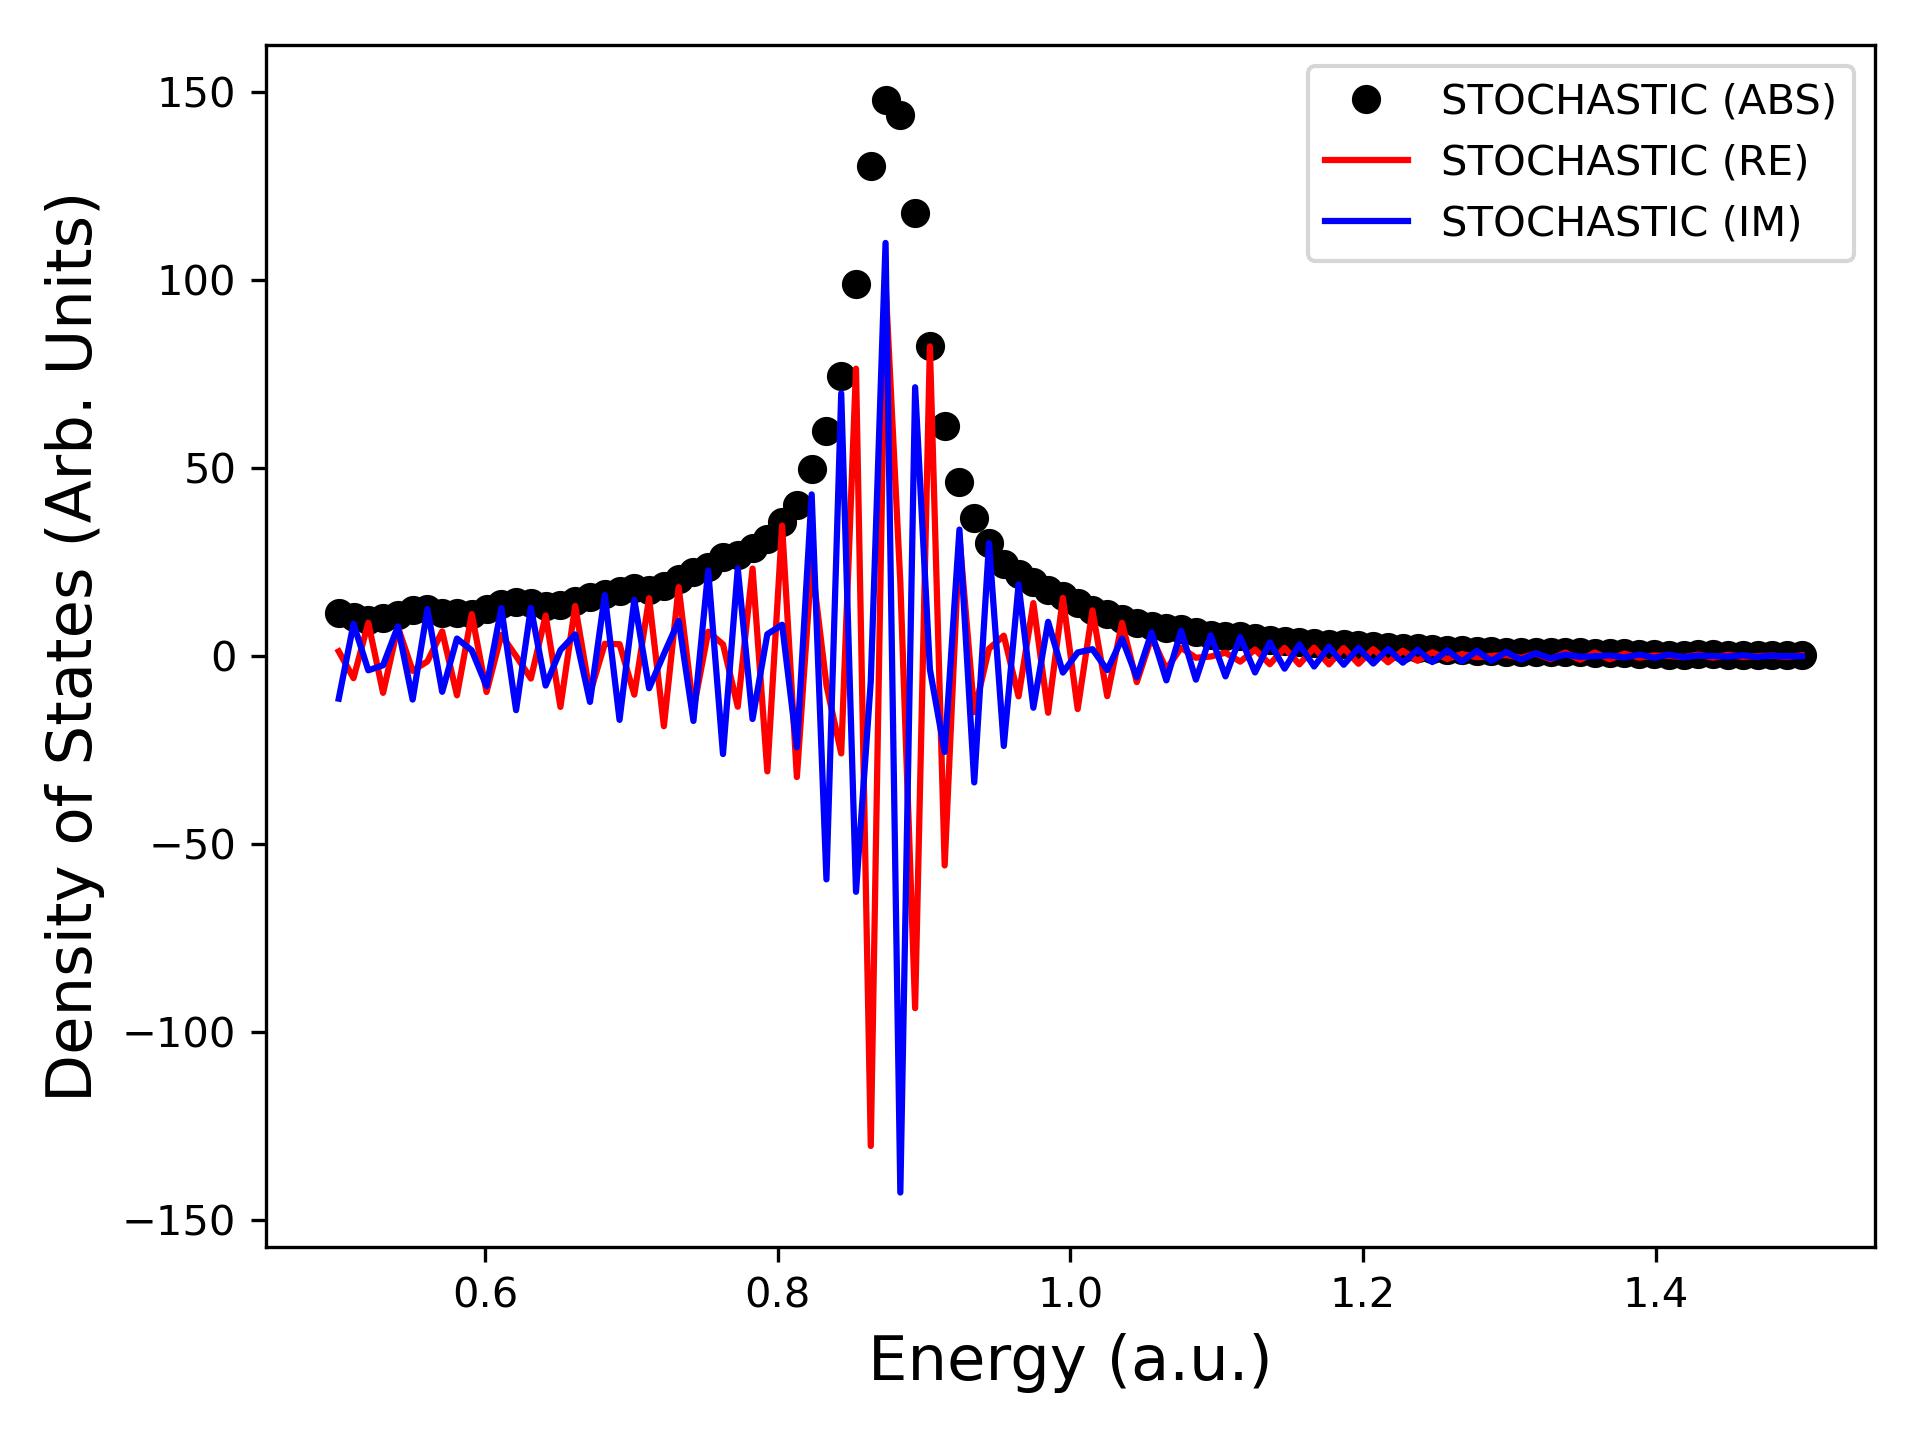 150
100
50
0
−50
−100
−150
0.6 0.8 1.0 1.2 1.4
Energy (a.u.)
Density of States (Arb. Units)
STOCHASTIC (ABS)
STOCHASTIC (RE)
STOCHASTIC (IM)